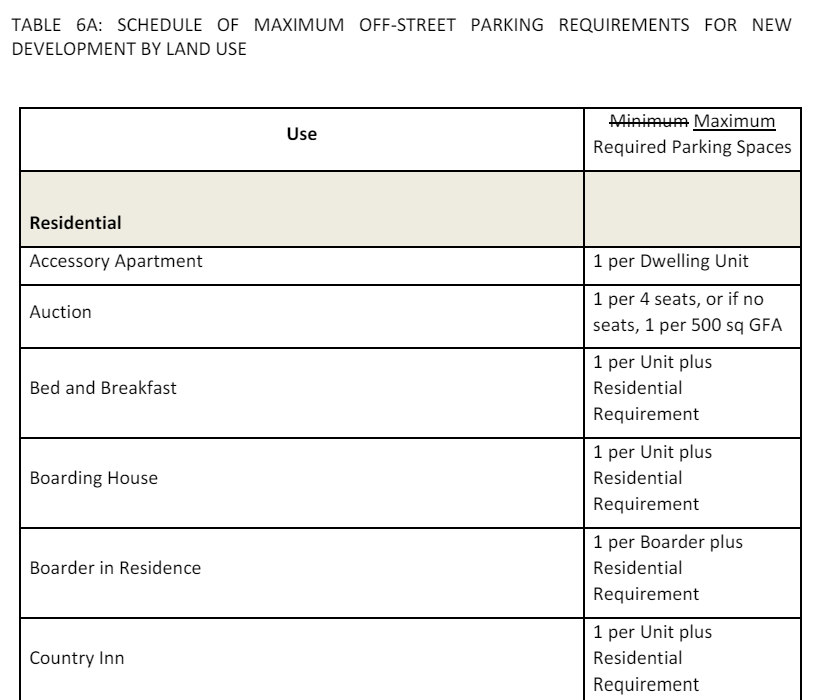 TABLE 6A: SCHEDULE OF MAXIMUM OFF-STREET PARKING REQUIREMENTS FOR NEW
DEVELOPMENT BY LAND USE
Use
Minimum Maximum
Required Parking Spaces
Residential
Accessory Apartment
1 per Dwelling Unit
Auction
1 per 4 seats, or if no
seats, 1 per 500 sq GFA
Bed and Breakfast
1 per Unit plus
Residential
Requirement
Boarding House
1 per Unit plus
Residential
Requirement
Boarder in Residence
1 per Boarder plus
Residential
Requirement
Country Inn
1 per Unit plus
Residential
Requirement